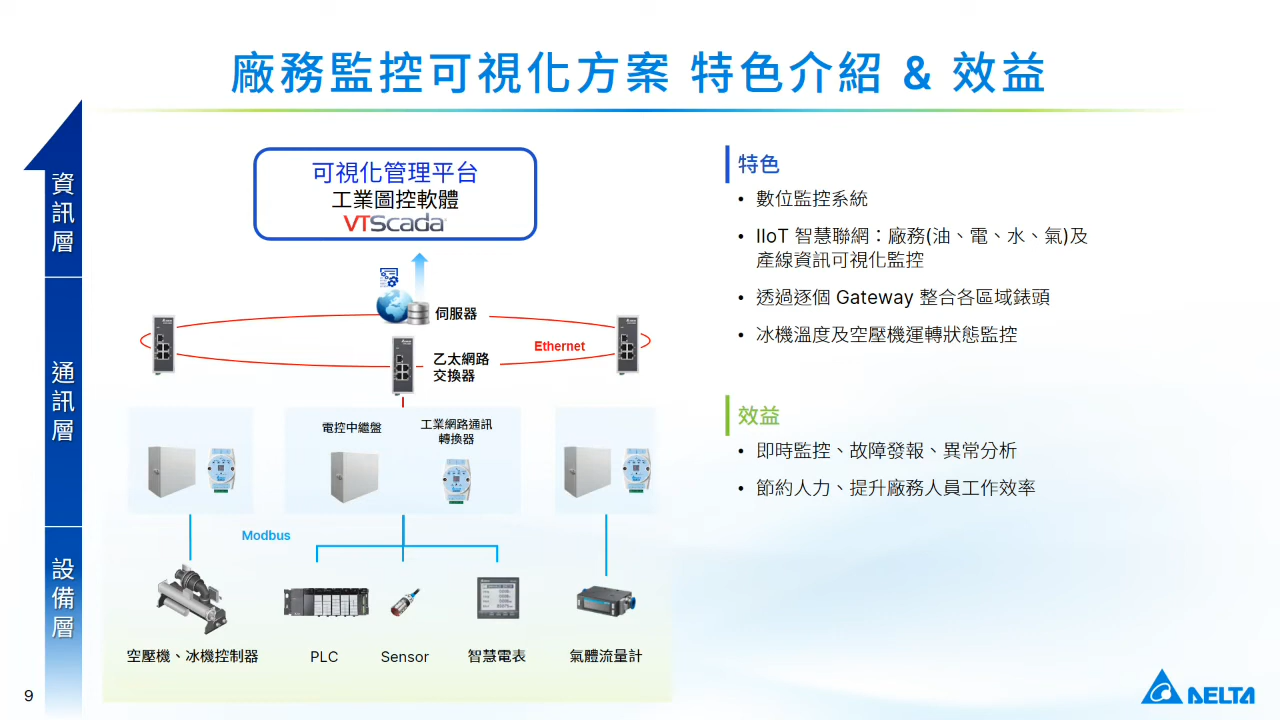 廠務監控可視化方案 特色介紹 & 效益
資訊層
通訊層
設備層
可視化管理平台
工業圖控軟體
VTScada
伺服器
Ethernet
乙太網路
交換器
電控中繼盤
工業網路通訊
轉換器
Modbus
空壓機、冰機控制器
PLC
Sensor
智慧電表
氣體流量計
特色
• 數位監控系統
• IIoT 智慧聯網：廠務(油、電、水、氣)及
產線資訊可視化監控
• 透過逐個 Gateway 整合各區域錶頭
• 冰機溫度及空壓機運轉狀態監控
效益
• 即時監控、故障發報、異常分析
• 節約人力、提升廠務人員工作效率
9
DELTA